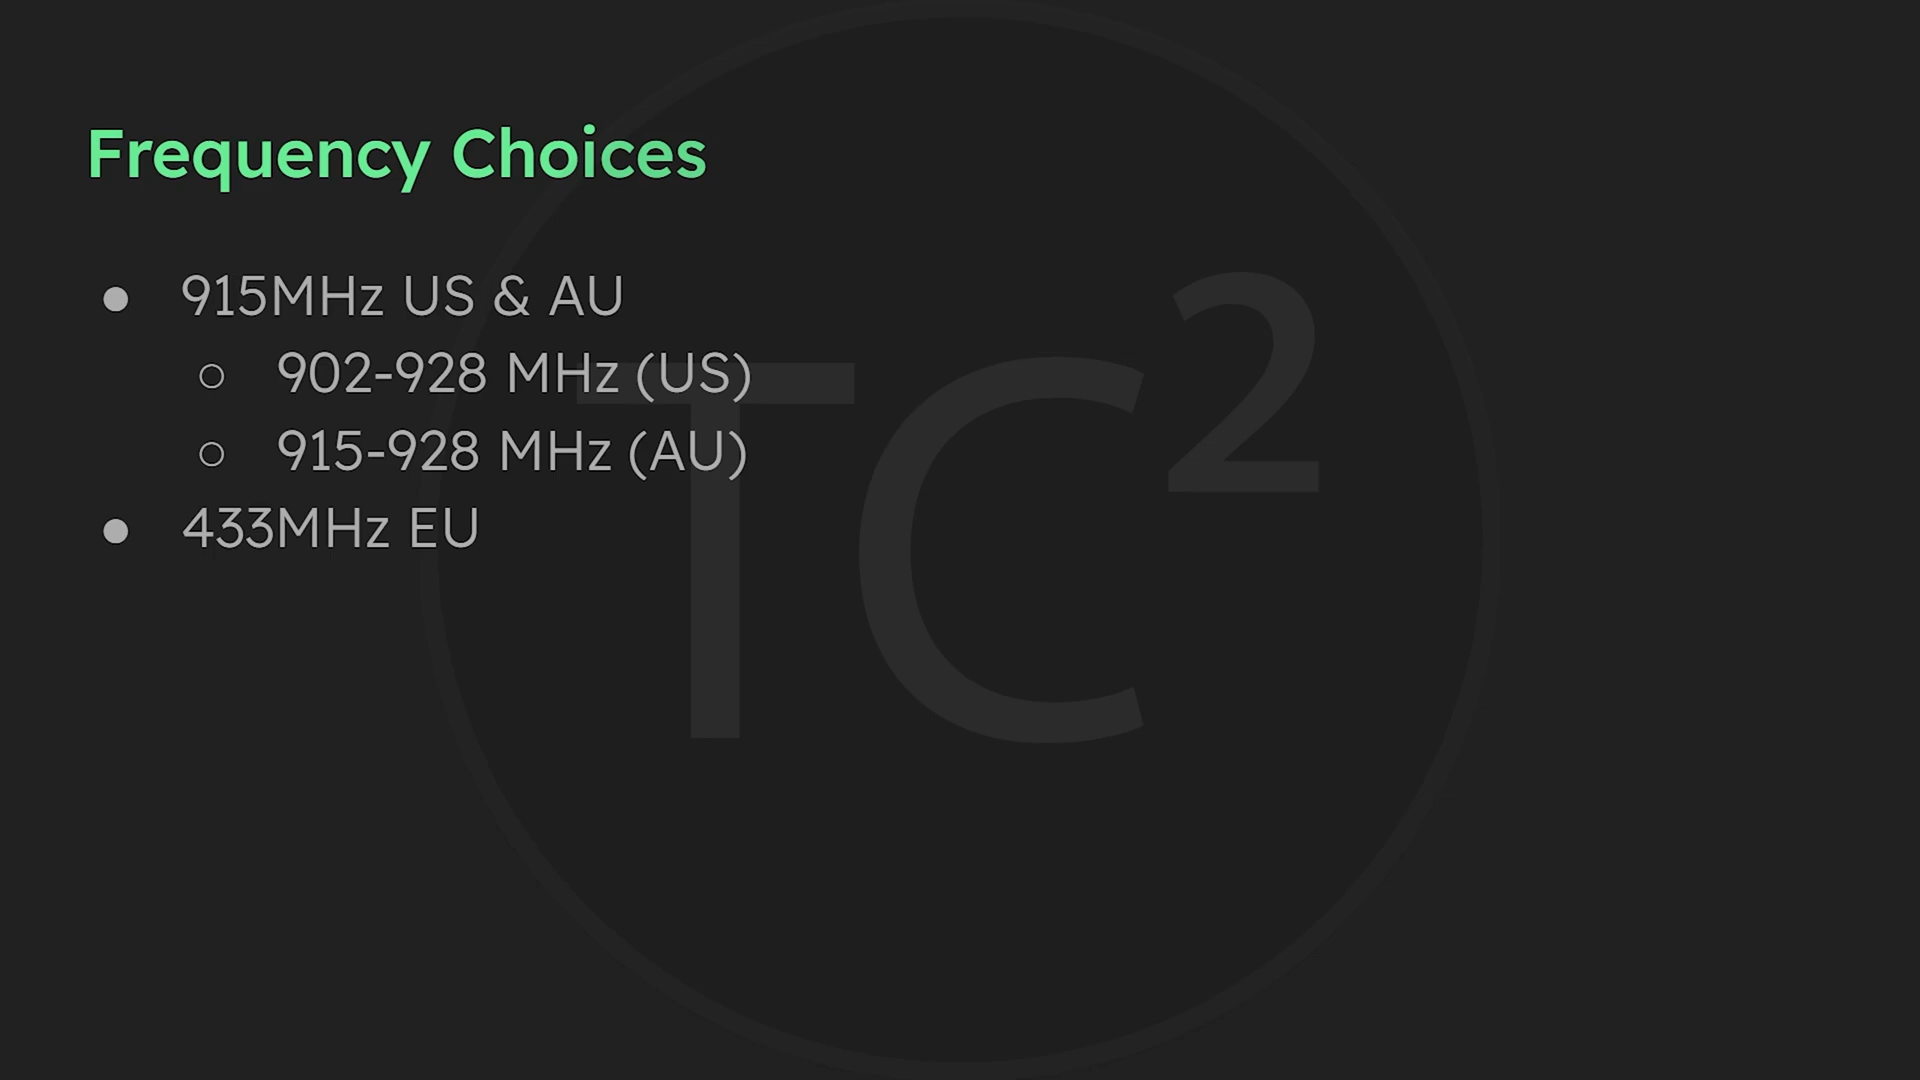 Frequency Choices
● 915MHz US & AU
○ 902-928 MHz (US)
○ 915-928 MHz (AU)
● 433MHz EU
TC²